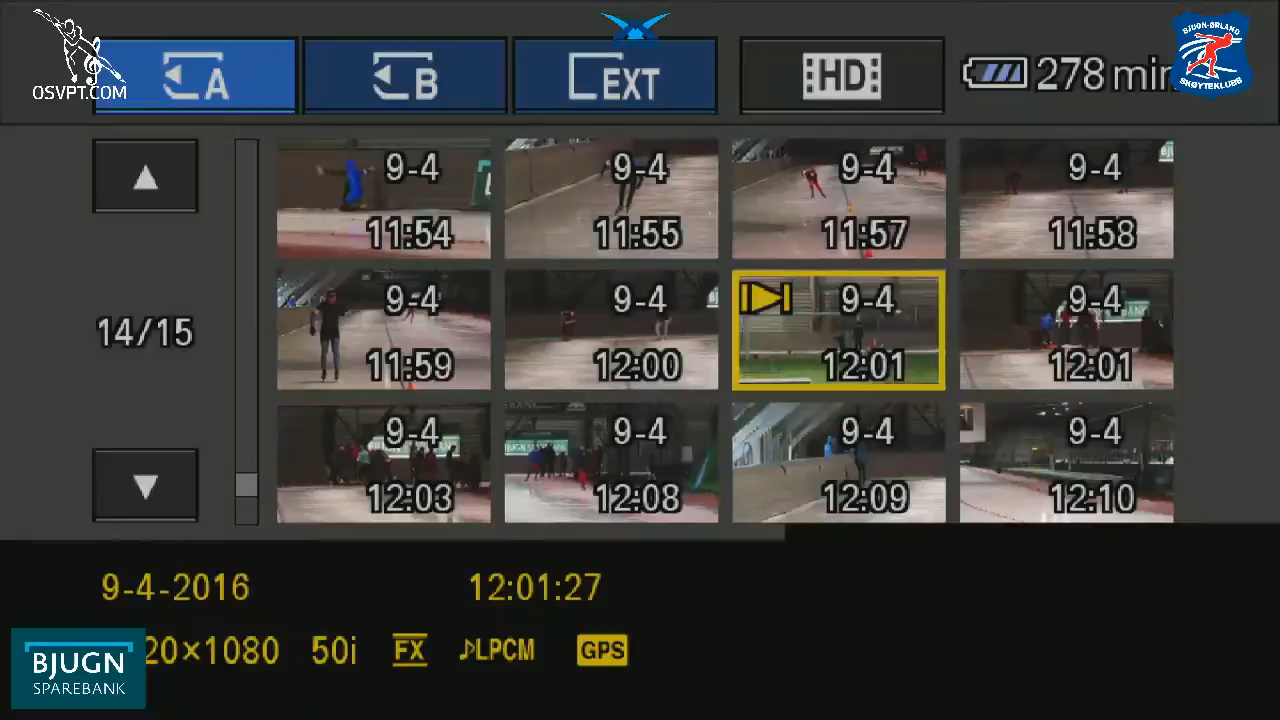 OSVPT.COM
A
B
EXT
HD
278 min
BJUGN-ØRLAND
SKØYTEKLUBB
9-4
11:54
9-4
11:55
9-4
11:57
9-4
11:58
14/15
9-4
11:59
9-4
12:00
9-4
12:01
9-4
12:01
9-4
12:03
9-4
12:08
9-4
12:09
9-4
12:10
9-4-2016
12:01:27
20×1080 50i FX ♪LPCM GPS
BJUGN
SPAREBANK